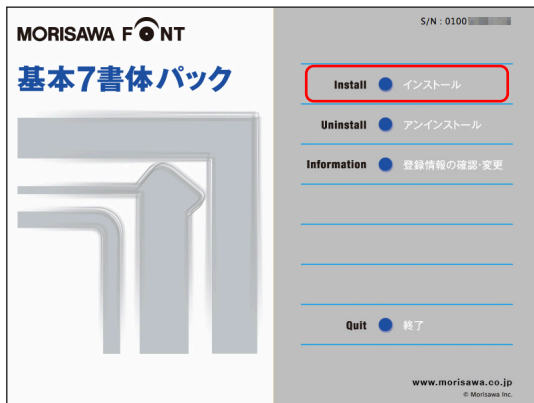 MORISAWA FONT
基本7書体パック
S/N : 0100
Install インストール
Uninstall アンインストール
Information 登録情報の確認・変更
Quit 終了
www.morisawa.co.jp
© Morisawa Inc.